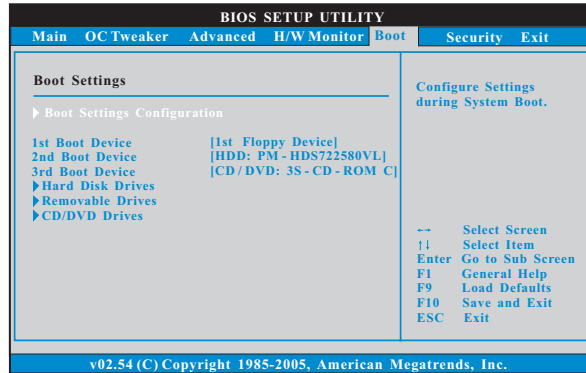 BIOS SETUP UTILITY
Main OC Tweaker Advanced H/W Monitor Boot Security Exit
Boot Settings
Boot Settings Configuration
1st Boot Device [1st Floppy Device]
2nd Boot Device [HDD: PM-HDS722580VL]
3rd Boot Device [CD/DVD: 3S-CD-ROM C]
Hard Disk Drives
Removable Drives
CD/DVD Drives
Configure Settings
during System Boot.
←→ Select Screen
↑↓ Select Item
Enter Go to Sub Screen
F1 General Help
F9 Load Defaults
F10 Save and Exit
ESC Exit
v02.54 (C) Copyright 1985-2005, American Megatrends, Inc.